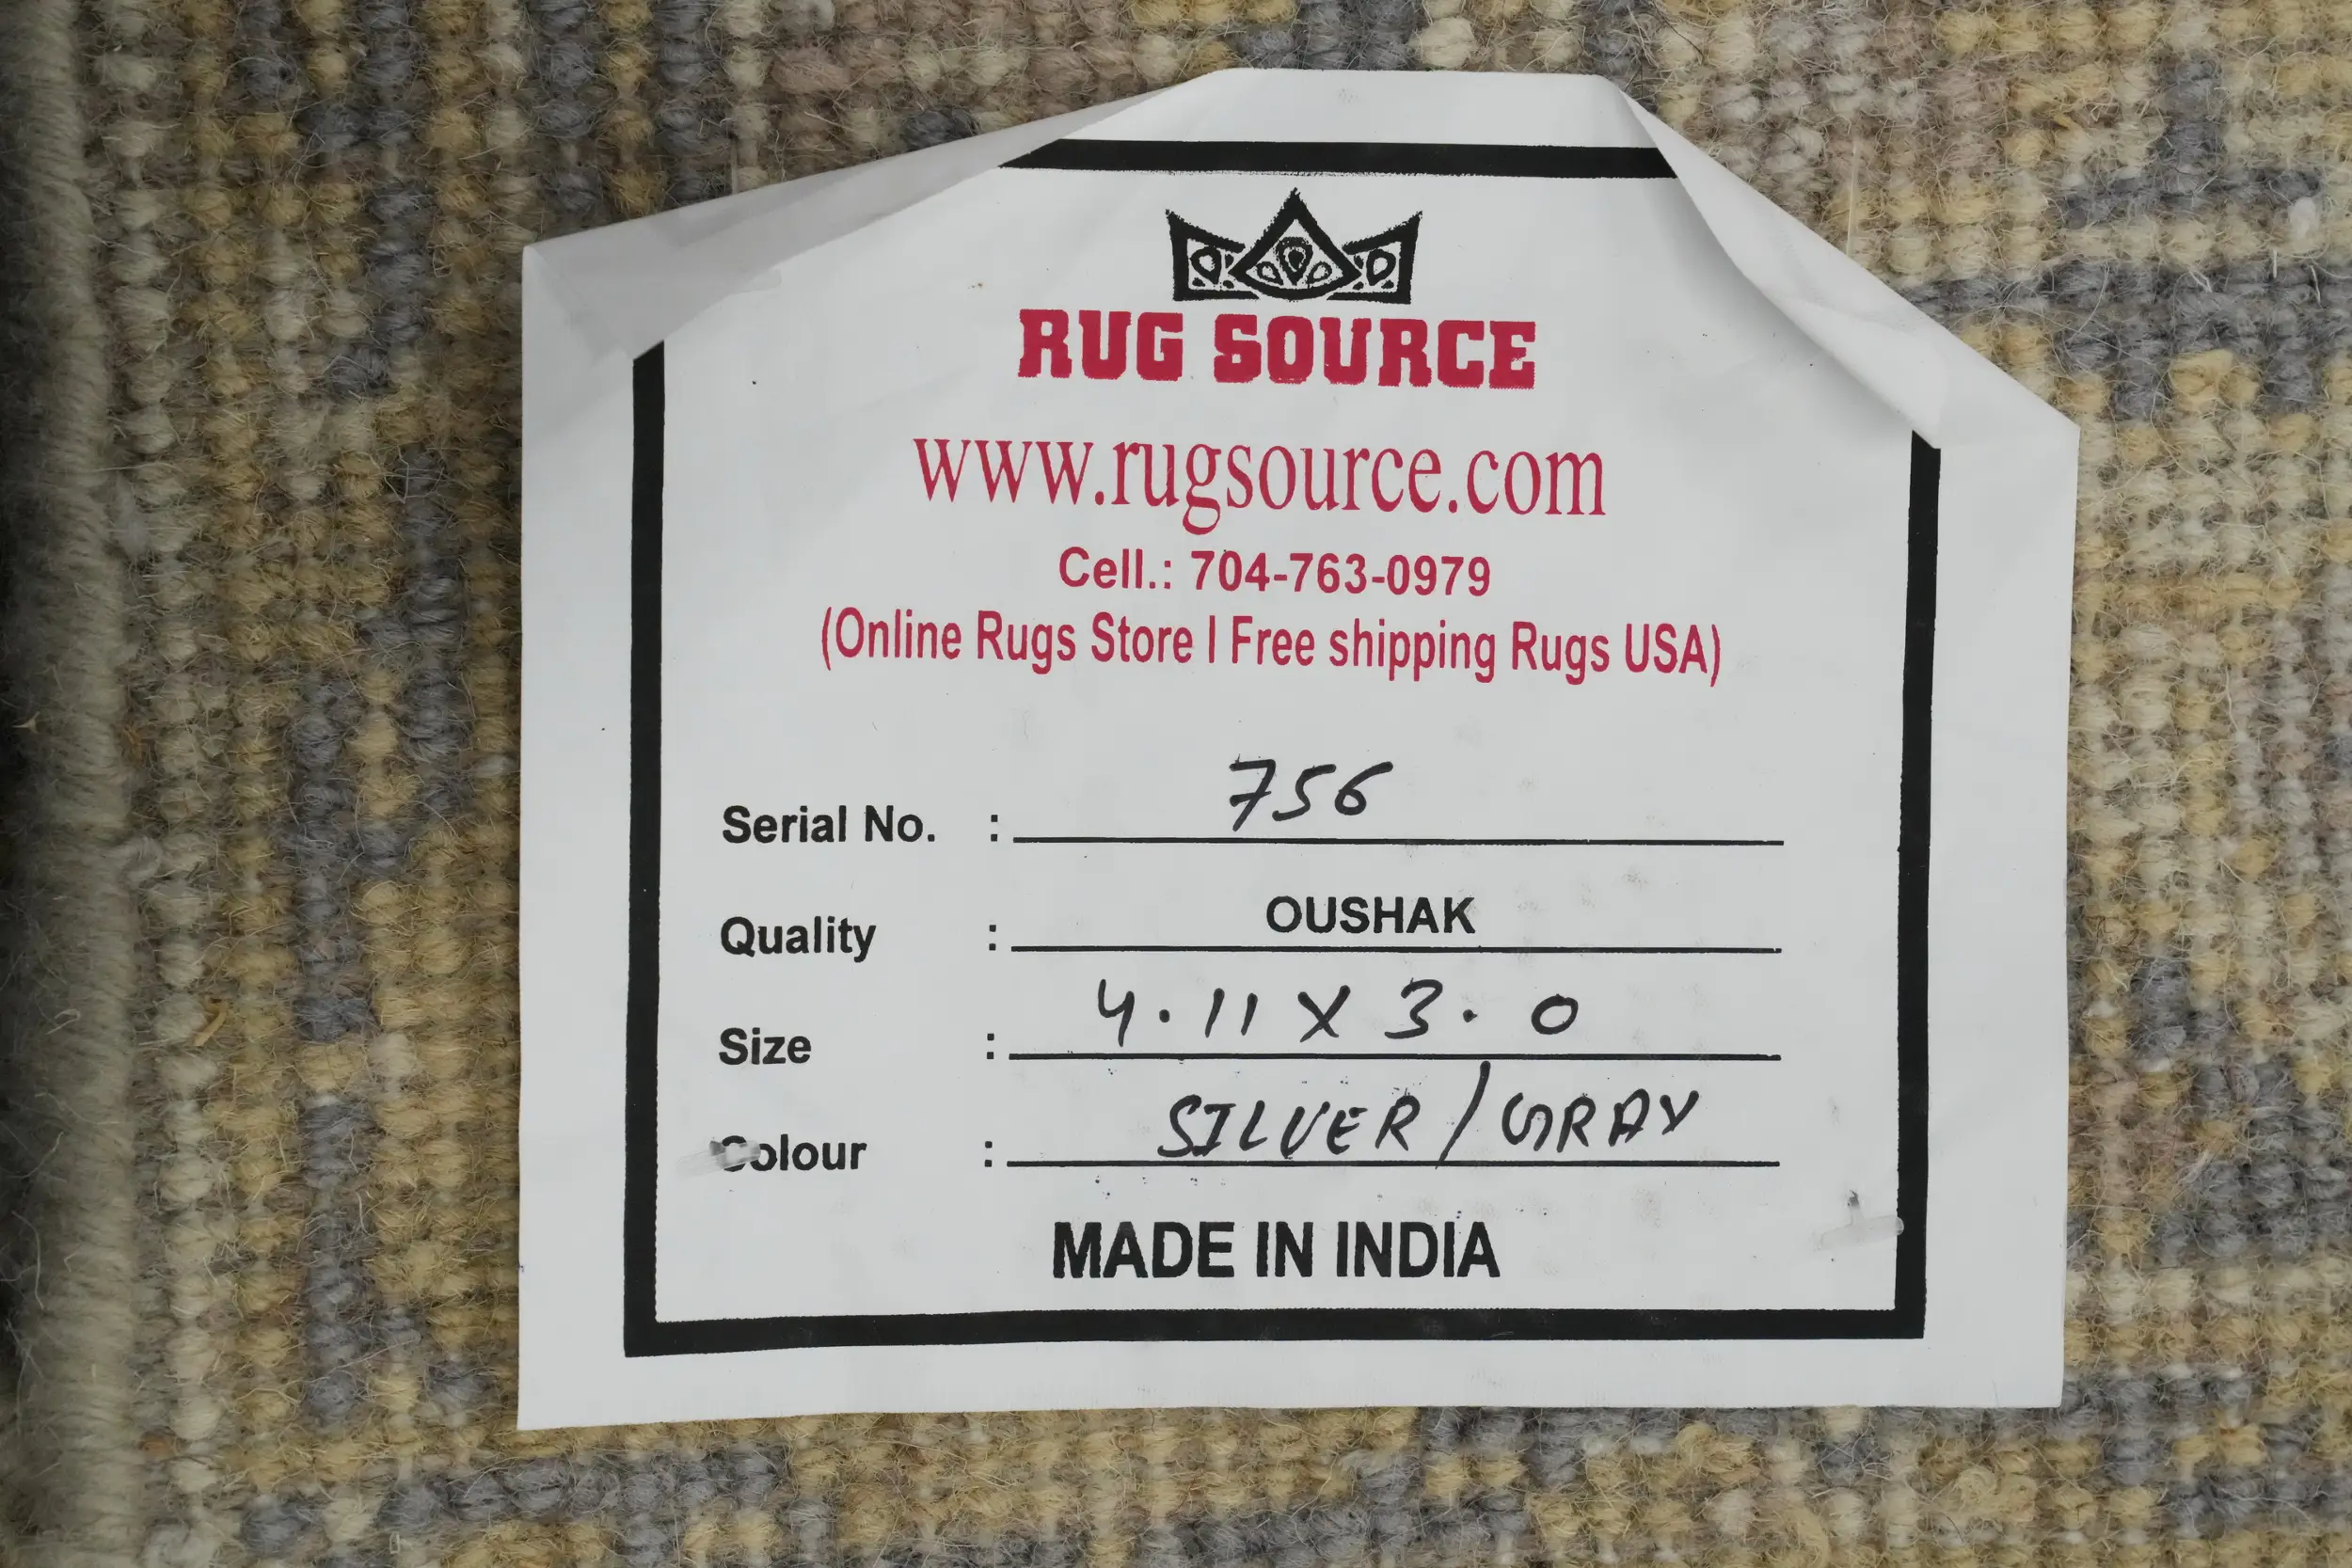 RUG SOURCE
www.rugsource.com
Cell.: 704-763-0979
(Online Rugs Store I Free shipping Rugs USA)
Serial No. : 756
Quality : OUSHAK
Size : 4.11 X 3.0
Colour : SILVER/GRAY
MADE IN INDIA